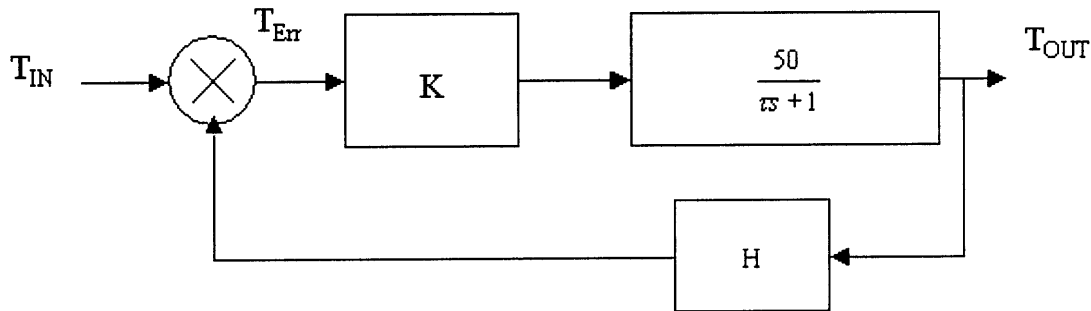 T_Err
T_IN
T_OUT
K
50
τs + 1
H